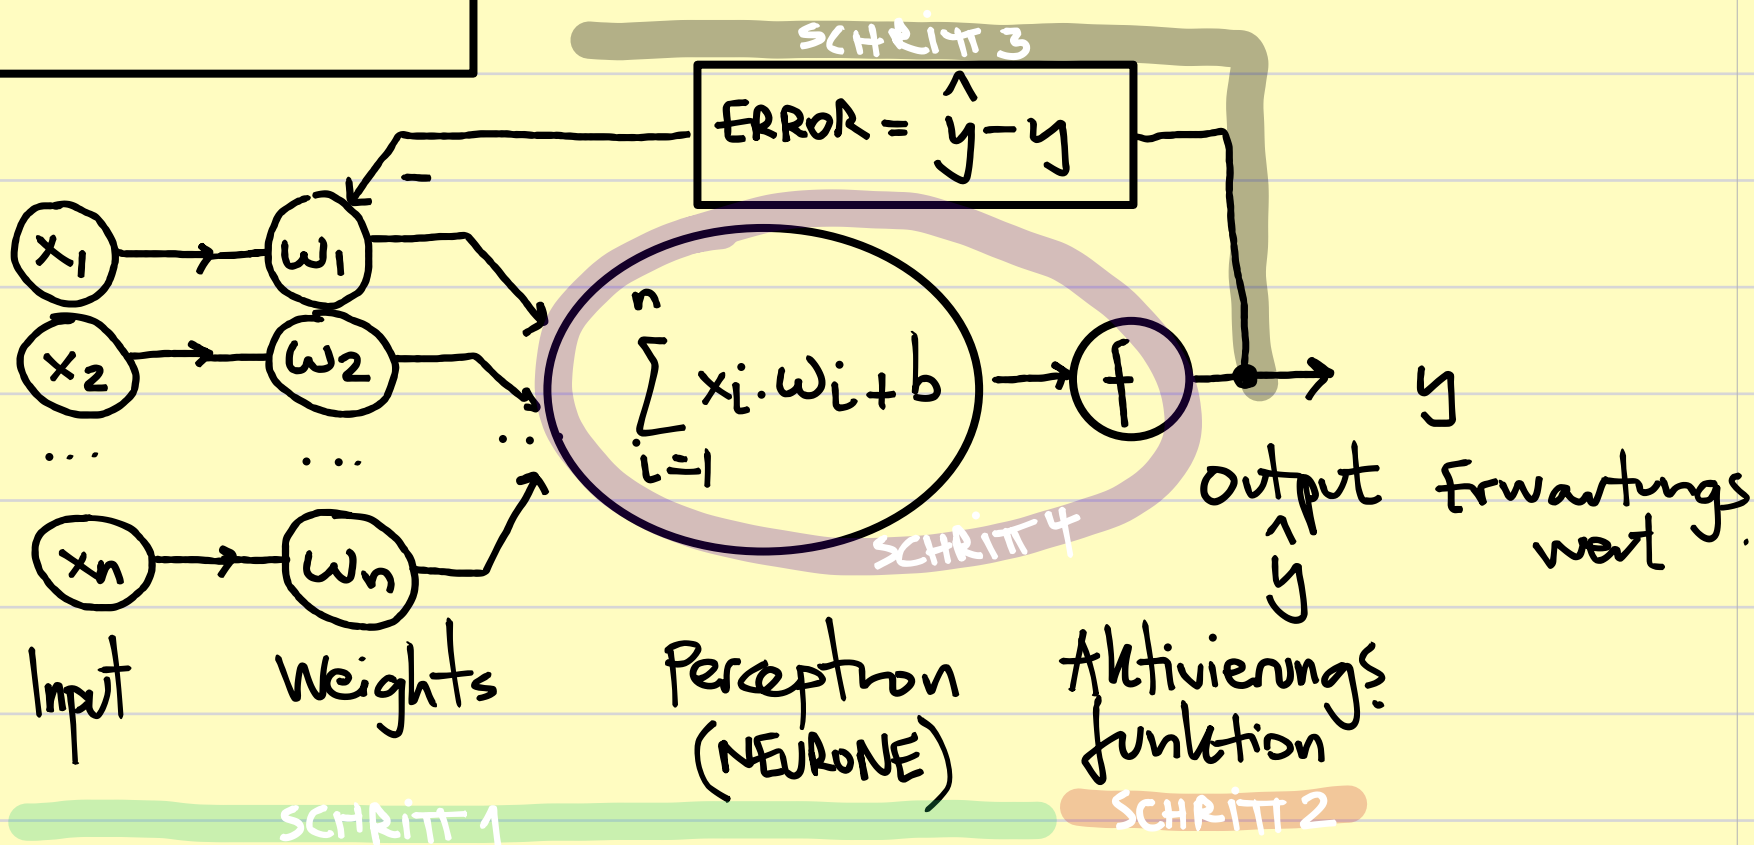 SCHRITT 3
ERROR = ŷ - y
-
x₁ w₁
x₂ w₂
... ... ..
xₙ wₙ
n
∑ xᵢ . wᵢ + b
i=1
f
y
Output Erwartungs.
ŷ wert
SCHRITT 4
Input Weights Perceptron Aktivierungs.
(NEURONE) funktion
SCHRITT 1 SCHRITT 2